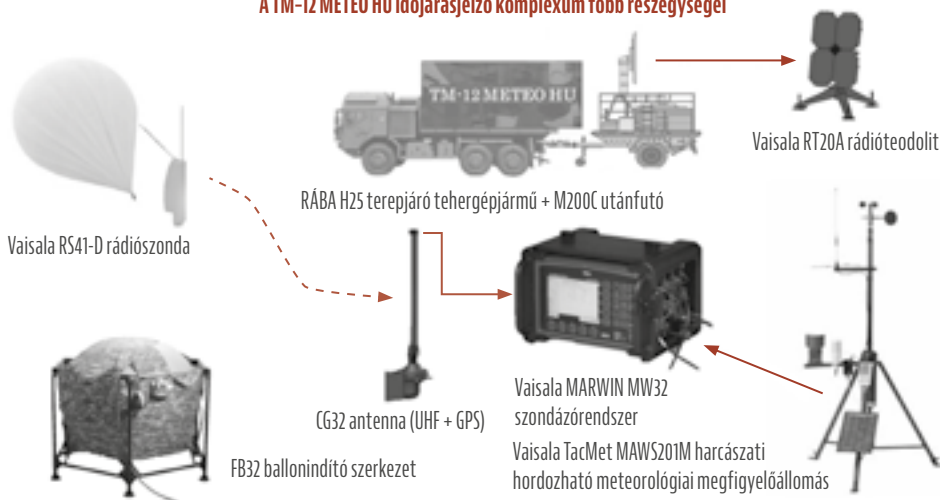 A TM-12 METEO HU időjárásjelző komplexum főbb részegységei
TM-12 METEO HU
Vaisala RT20A rádióteodolit
RÁBA H25 terepjáró tehergépjármű + M200C utánfutó
Vaisala RS41-D rádiószonda
CG32 antenna (UHF + GPS)
Vaisala MARWIN MW32
szondázórendszer
FB32 ballonindító szerkezet
Vaisala TacMet MAWS201M harcászati
hordozható meteorológiai megfigyelőállomás